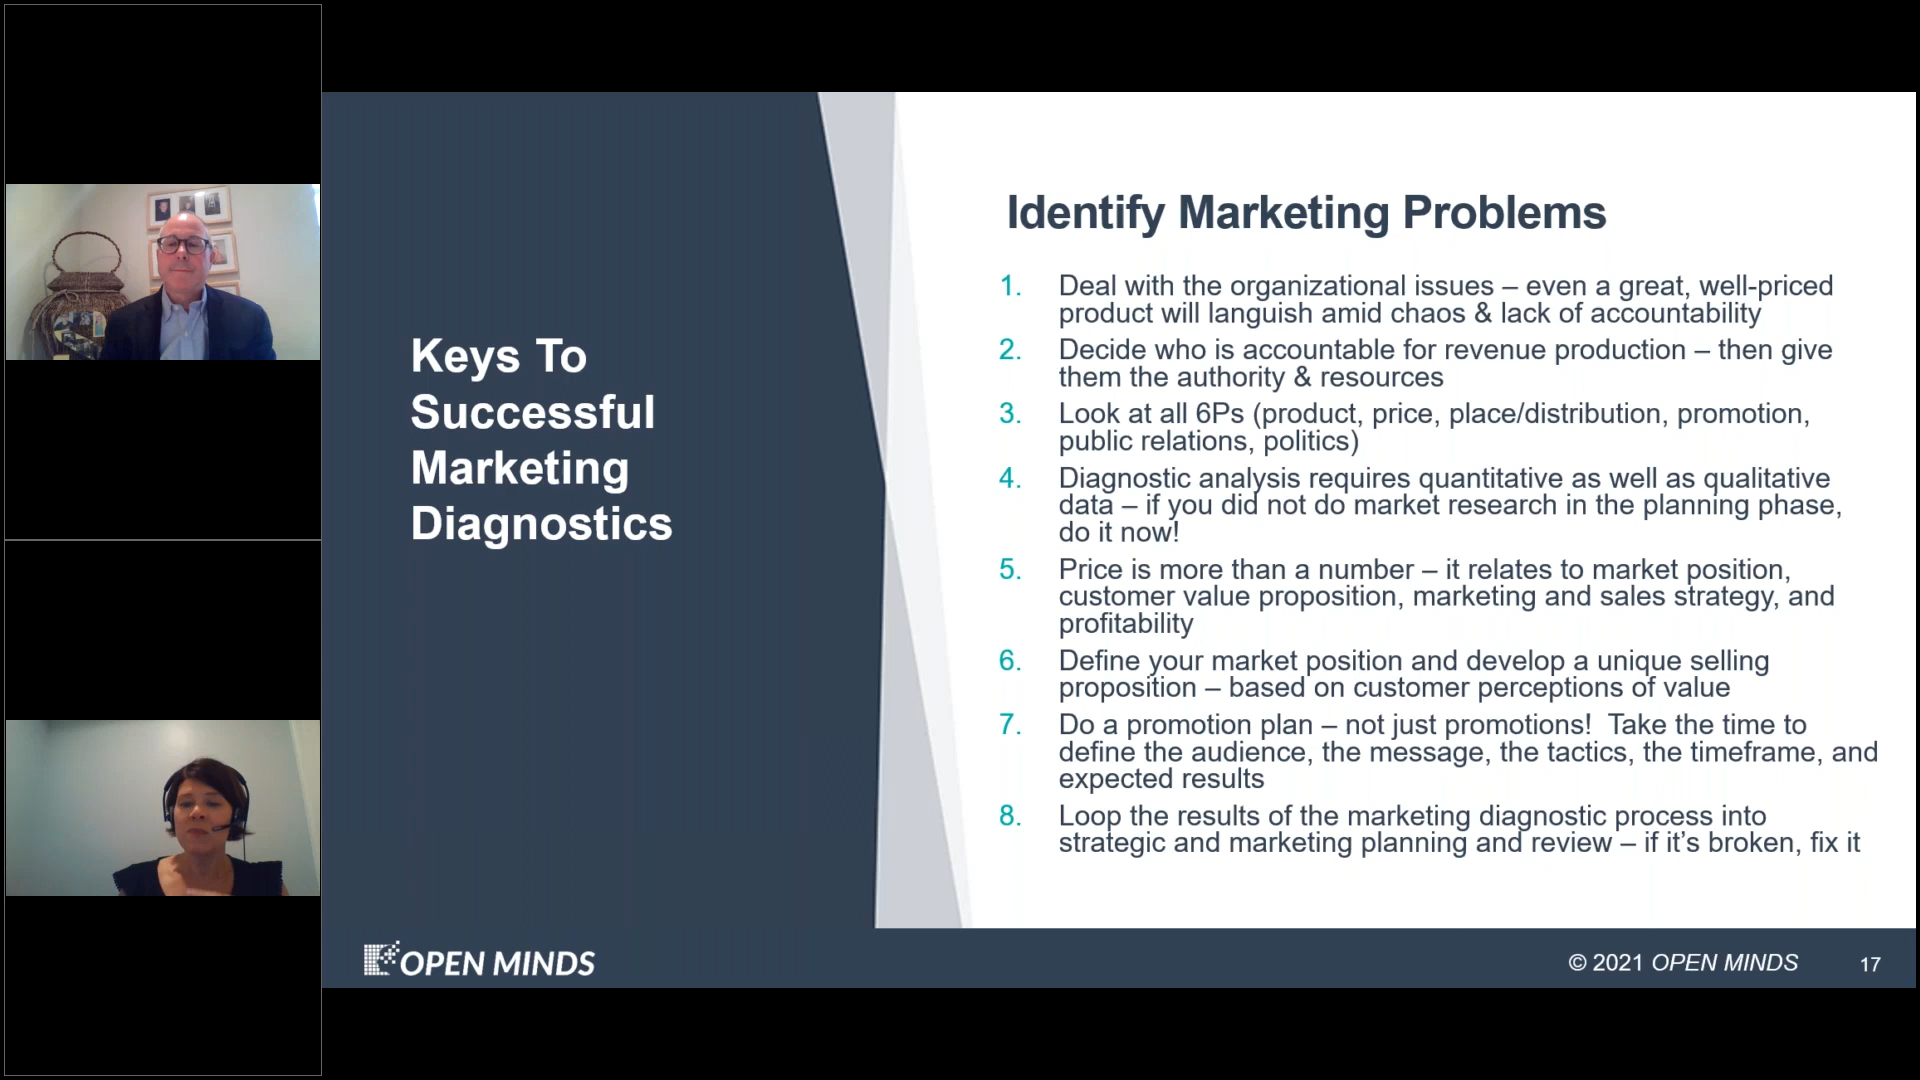 Keys To
Successful
Marketing
Diagnostics
Identify Marketing Problems
1. Deal with the organizational issues – even a great, well-priced
product will languish amid chaos & lack of accountability
2. Decide who is accountable for revenue production – then give
them the authority & resources
3. Look at all 6Ps (product, price, place/distribution, promotion,
public relations, politics)
4. Diagnostic analysis requires quantitative as well as qualitative
data – if you did not do market research in the planning phase,
do it now!
5. Price is more than a number – it relates to market position,
customer value proposition, marketing and sales strategy, and
profitability
6. Define your market position and develop a unique selling
proposition – based on customer perceptions of value
7. Do a promotion plan – not just promotions!  Take the time to
define the audience, the message, the tactics, the timeframe, and
expected results
8. Loop the results of the marketing diagnostic process into
strategic and marketing planning and review – if it’s broken, fix it
OPEN MINDS
© 2021 OPEN MINDS
17